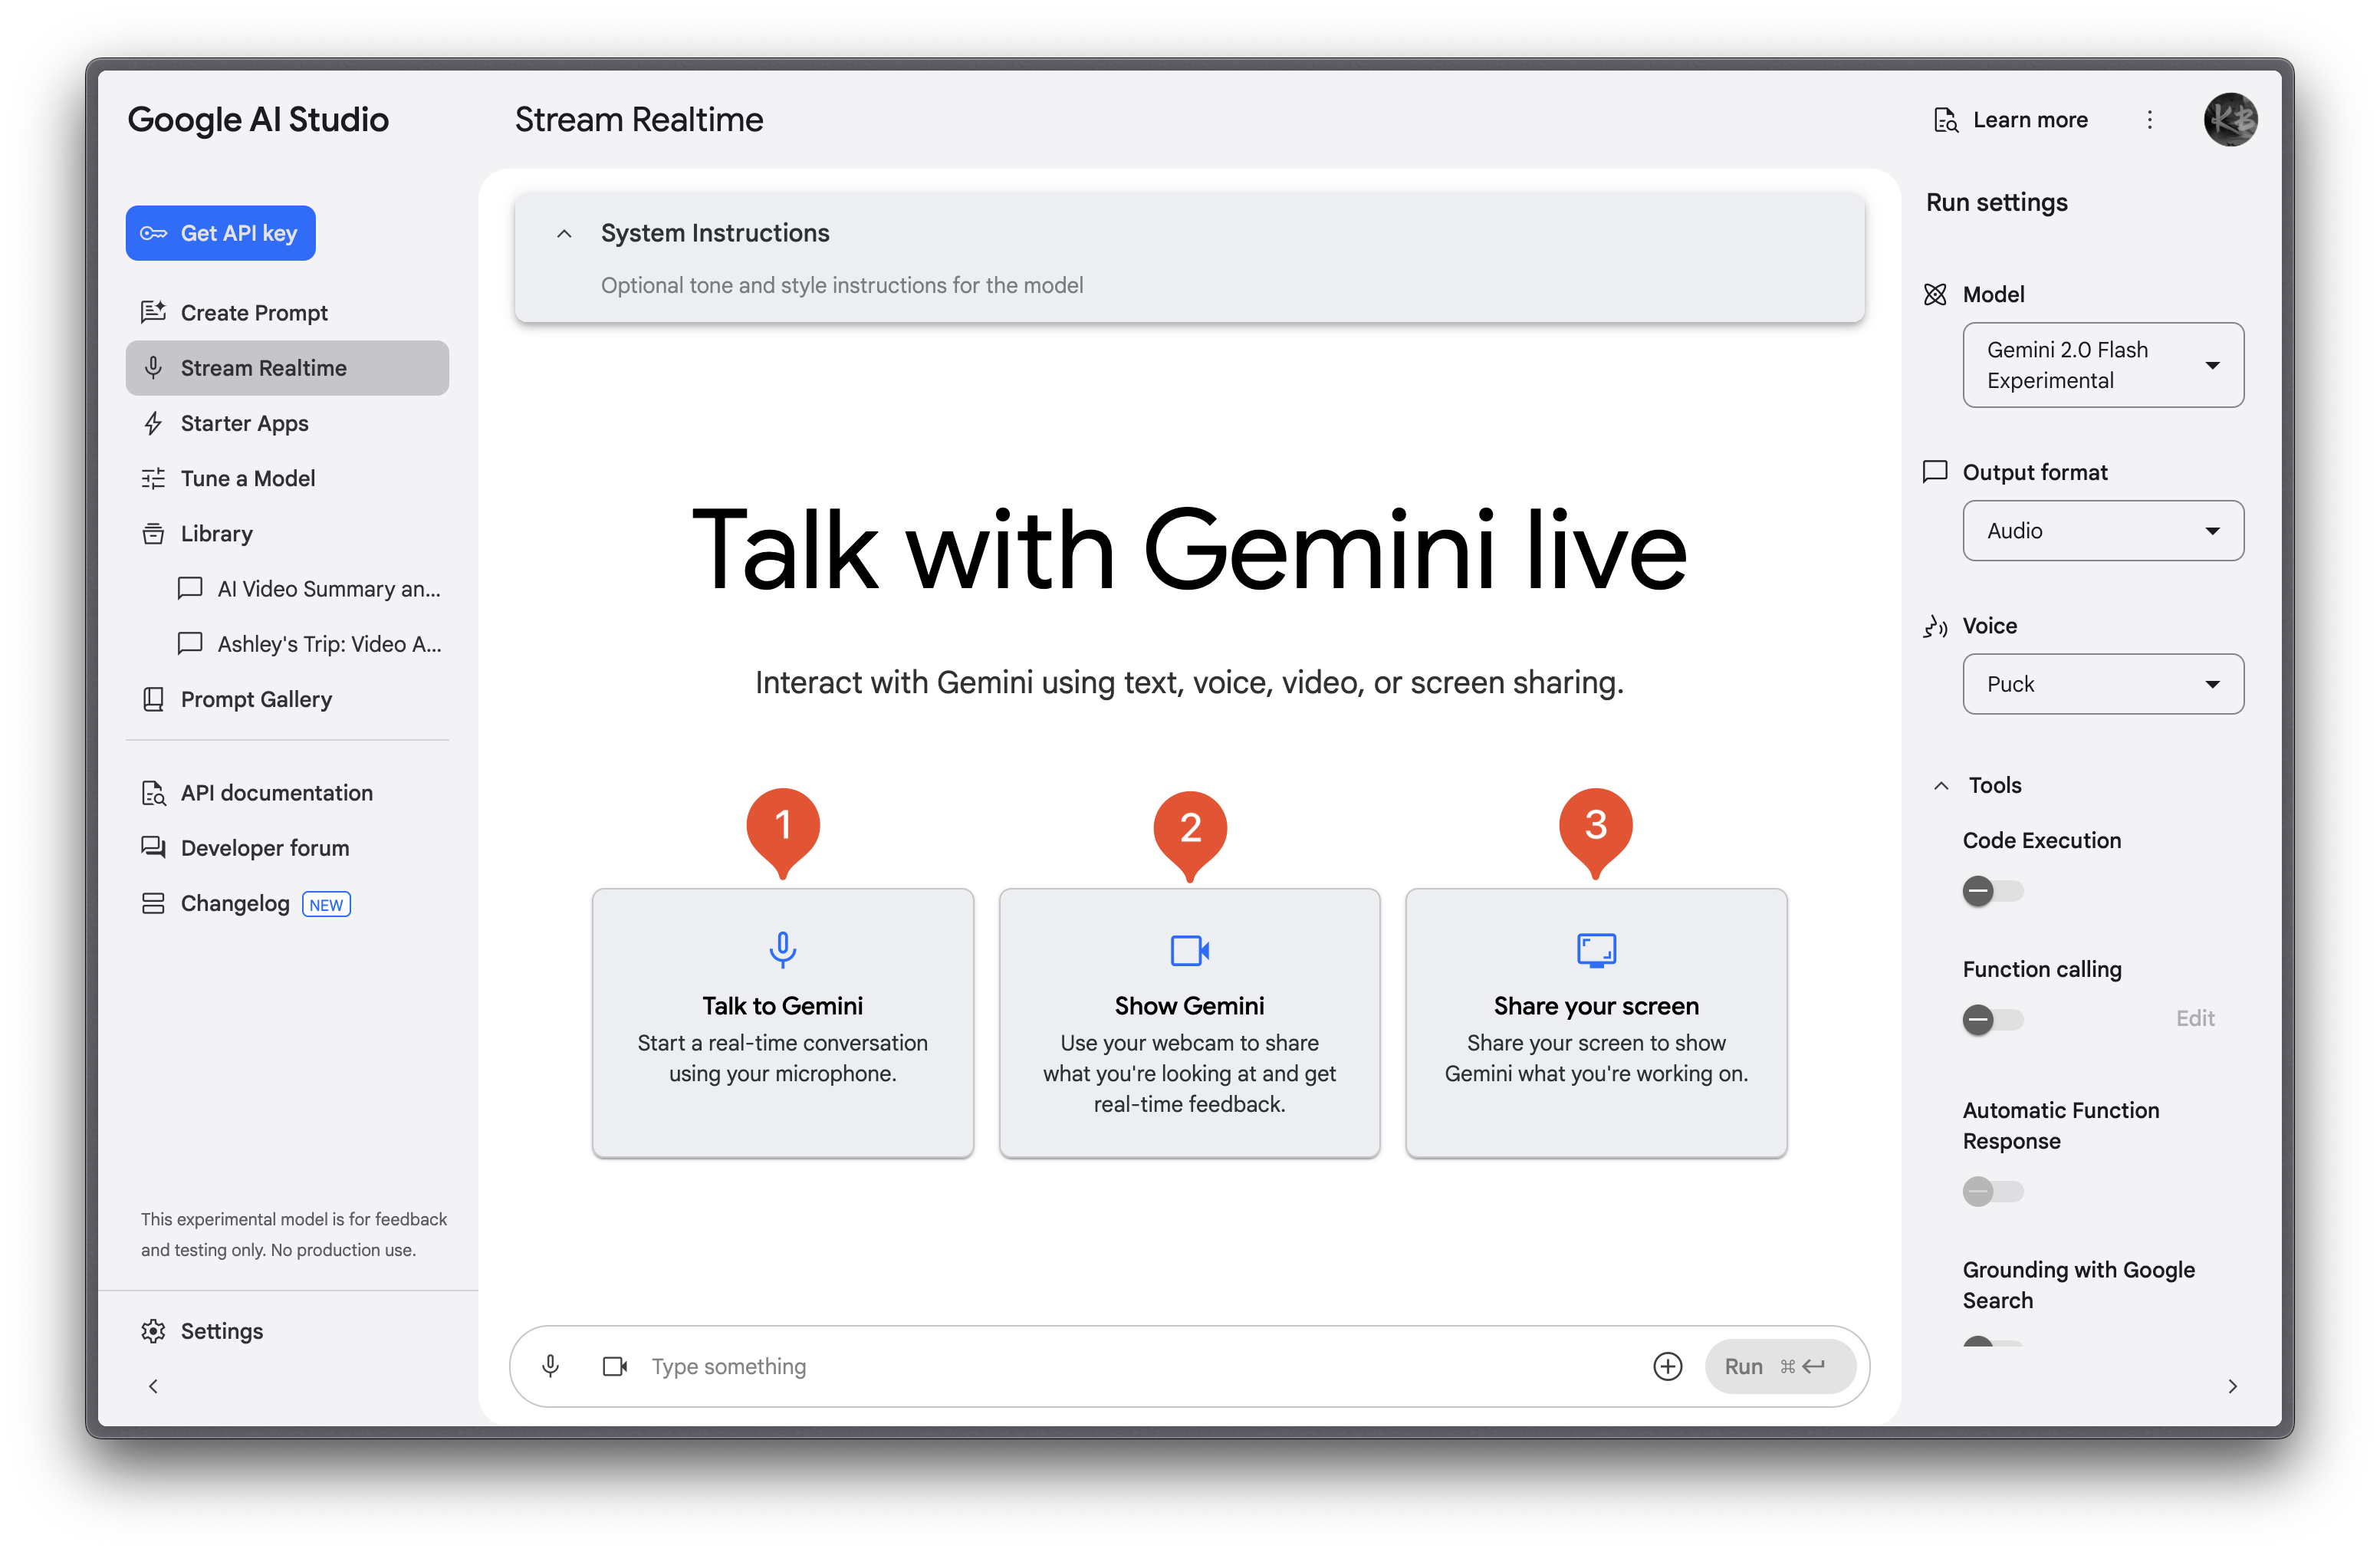 Google AI Studio
Stream Realtime
Learn more
KB
Get API key
Create Prompt
Stream Realtime
Starter Apps
Tune a Model
Library
AI Video Summary an...
Ashley's Trip: Video A...
Prompt Gallery
API documentation
Developer forum
Changelog NEW
This experimental model is for feedback
and testing only. No production use.
Settings
System Instructions
Optional tone and style instructions for the model
Talk with Gemini live
Interact with Gemini using text, voice, video, or screen sharing.
1
Talk to Gemini
Start a real-time conversation
using your microphone.
2
Show Gemini
Use your webcam to share
what you're looking at and get
real-time feedback.
3
Share your screen
Share your screen to show
Gemini what you're working on.
Type something
Run ⌘
Run settings
Model
Gemini 2.0 Flash
Experimental
Output format
Audio
Voice
Puck
Tools
Code Execution
Function calling
Edit
Automatic Function
Response
Grounding with Google
Search